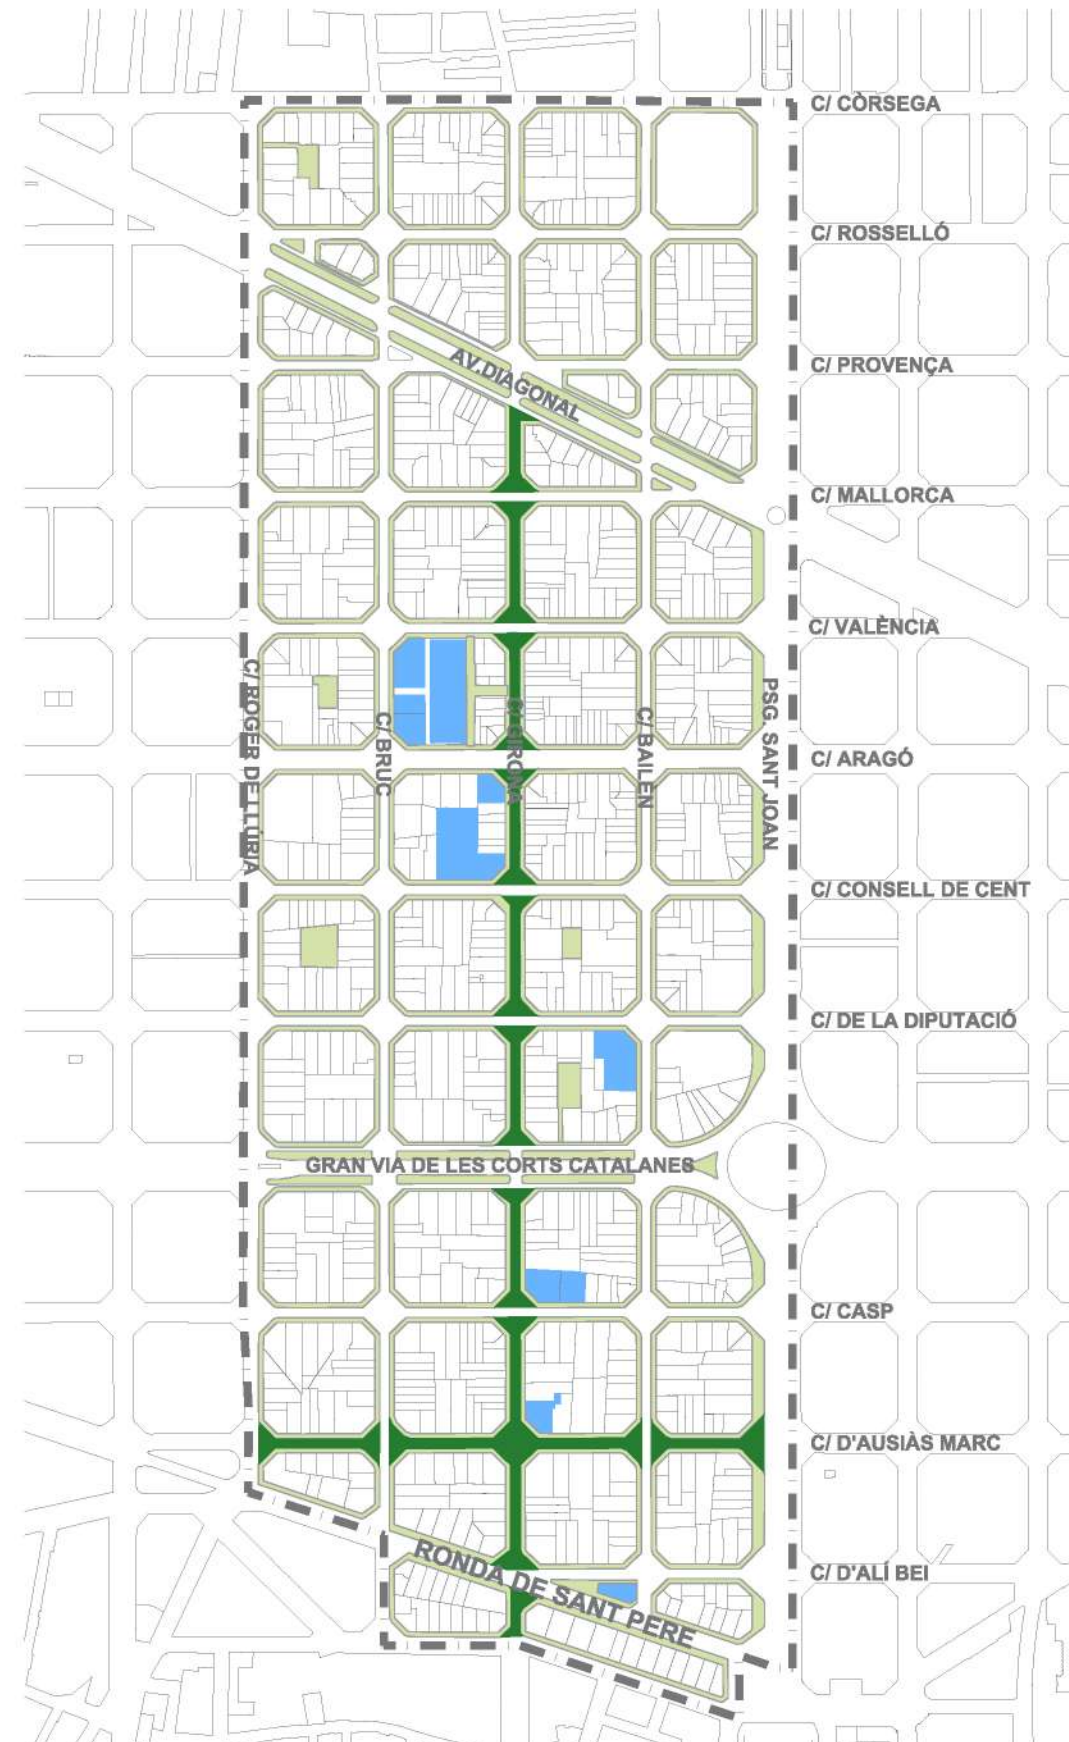 C/ CÒRSEGA
C/ ROSSELLÓ
C/ PROVENÇA
AV.DIAGONAL
C/ MALLORCA
C/ VALÈNCIA
C/ ROGER DE LLÚRIA
C/ BRUC
C/ GIRONA
C/ BAILÈN
PSG. SANT JOAN
C/ ARAGÓ
C/ CONSELL DE CENT
C/ DE LA DIPUTACIÓ
GRAN VIA DE LES CORTS CATALANES
C/ CASP
C/ D'AUSIÀS MARC
RONDA DE SANT PERE
C/ D'ALÍ BEI